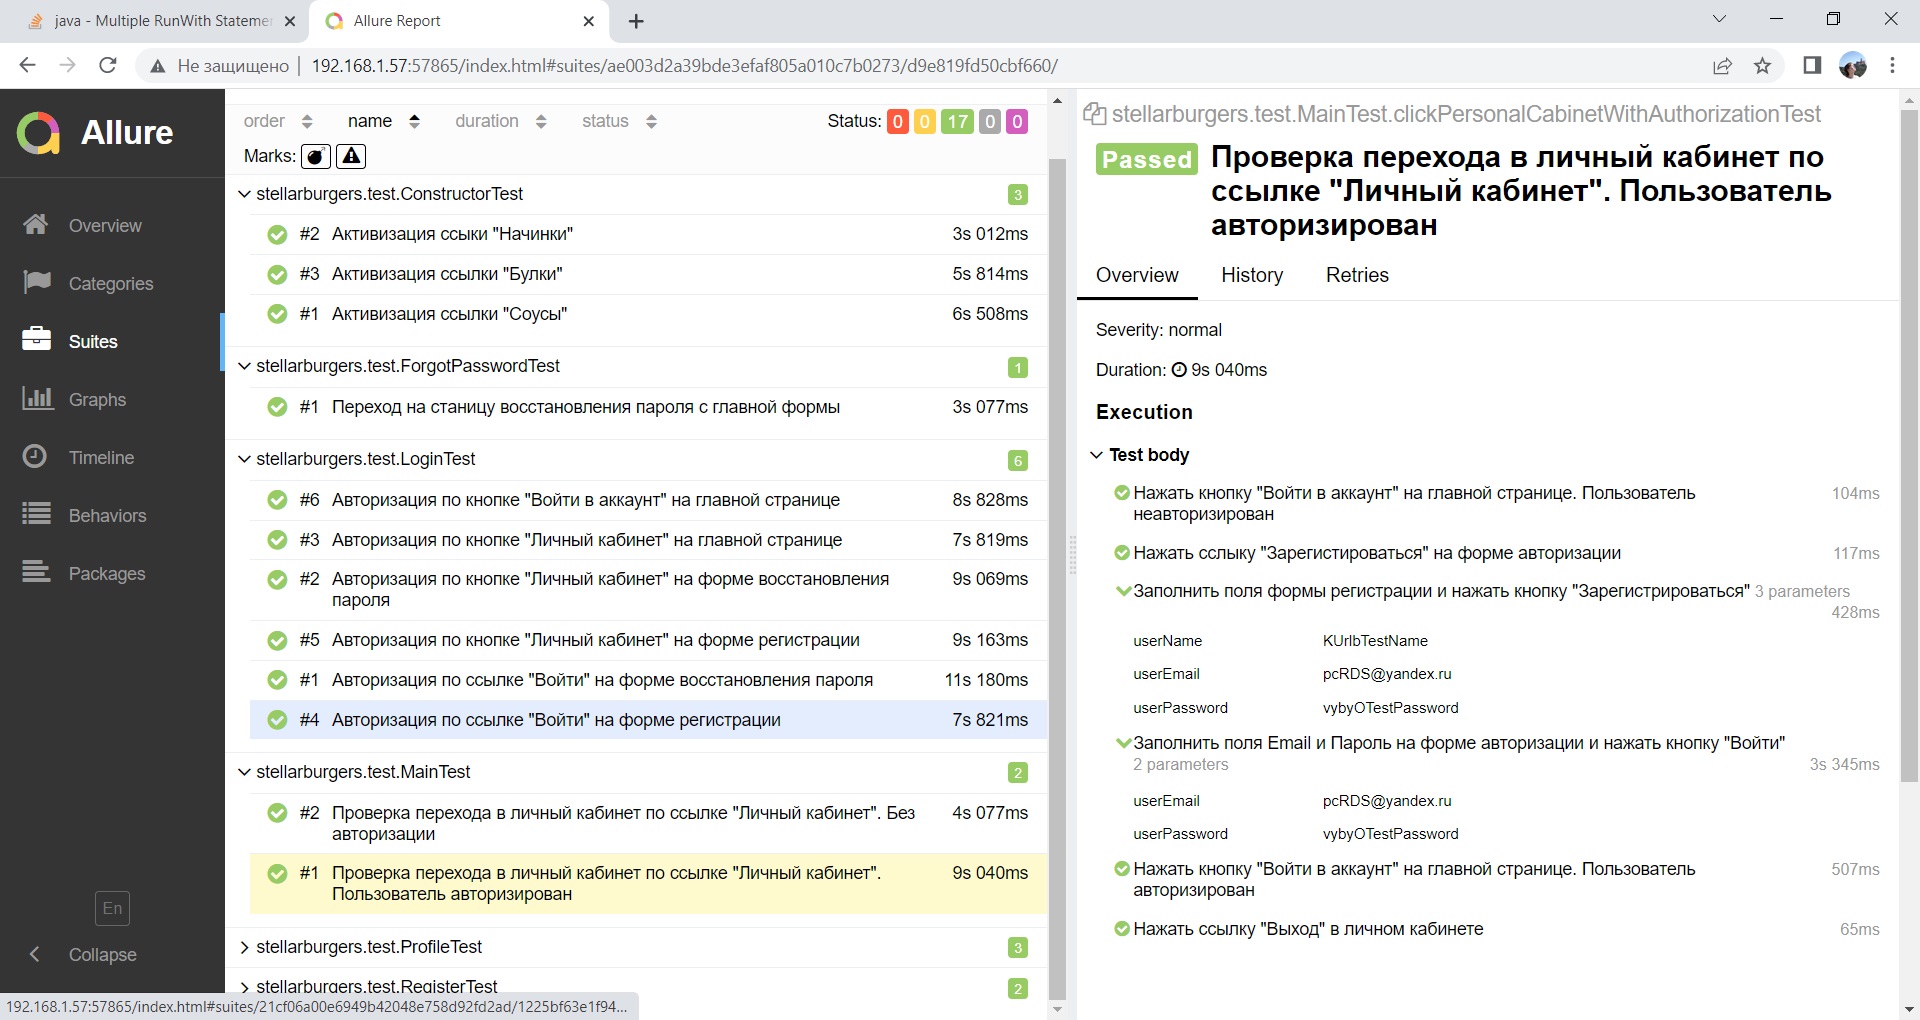 java - Multiple RunWith Statemen
Allure Report
Не защищено
192.168.1.57:57865/index.html#suites/ae003d2a39bde3efaf805a010c7b0273/d9e819fd50cbf660/
Allure
Overview
Categories
Suites
Graphs
Timeline
Behaviors
Packages
En
Collapse
order name duration status Status: 0 0 17 0 0
Marks:
stellarburgers.test.ConstructorTest 3
#2 Активизация ссыки "Начинки" 3s 012ms
#3 Активизация ссылки "Булки" 5s 814ms
#1 Активизация ссылки "Соусы" 6s 508ms
stellarburgers.test.ForgotPasswordTest 1
#1 Переход на станицу восстановления пароля с главной формы 3s 077ms
stellarburgers.test.LoginTest 6
#6 Авторизация по кнопке "Войти в аккаунт" на главной странице 8s 828ms
#3 Авторизация по кнопке "Личный кабинет" на главной странице 7s 819ms
#2 Авторизация по кнопке "Личный кабинет" на форме восстановления 9s 069ms
пароля
#5 Авторизация по кнопке "Личный кабинет" на форме регистрации 9s 163ms
#1 Авторизация по ссылке "Войти" на форме восстановления пароля 11s 180ms
#4 Авторизация по ссылке "Войти" на форме регистрации 7s 821ms
stellarburgers.test.MainTest 2
#2 Проверка перехода в личный кабинет по ссылке "Личный кабинет". Без 4s 077ms
авторизации
#1 Проверка перехода в личный кабинет по ссылке "Личный кабинет". 9s 040ms
Пользователь авторизирован
stellarburgers.test.ProfileTest 3
stellarburgers.test.RegisterTest 2
192.168.1.57:57865/index.html#suites/21cf06a00e6949b42048e758d92fd2ad/1225bf63e1f94...
stellarburgers.test.MainTest.clickPersonalCabinetWithAuthorizationTest
Passed Проверка перехода в личный кабинет по
ссылке "Личный кабинет". Пользователь
авторизирован
Overview History Retries
Severity: normal
Duration: 9s 040ms
Execution
Test body
Нажать кнопку "Войти в аккаунт" на главной странице. Пользователь 104ms
неавторизирован
Нажать сслыку "Зарегистироваться" на форме авторизации 117ms
Заполнить поля формы регистрации и нажать кнопку "Зарегистрироваться" 3 parameters
428ms
userName KUrlbTestName
userEmail pcRDS@yandex.ru
userPassword vybyOTestPassword
Заполнить поля Email и Пароль на форме авторизации и нажать кнопку "Войти"
2 parameters 3s 345ms
userEmail pcRDS@yandex.ru
userPassword vybyOTestPassword
Нажать кнопку "Войти в аккаунт" на главной странице. Пользователь 507ms
авторизирован
Нажать ссылку "Выход" в личном кабинете 65ms